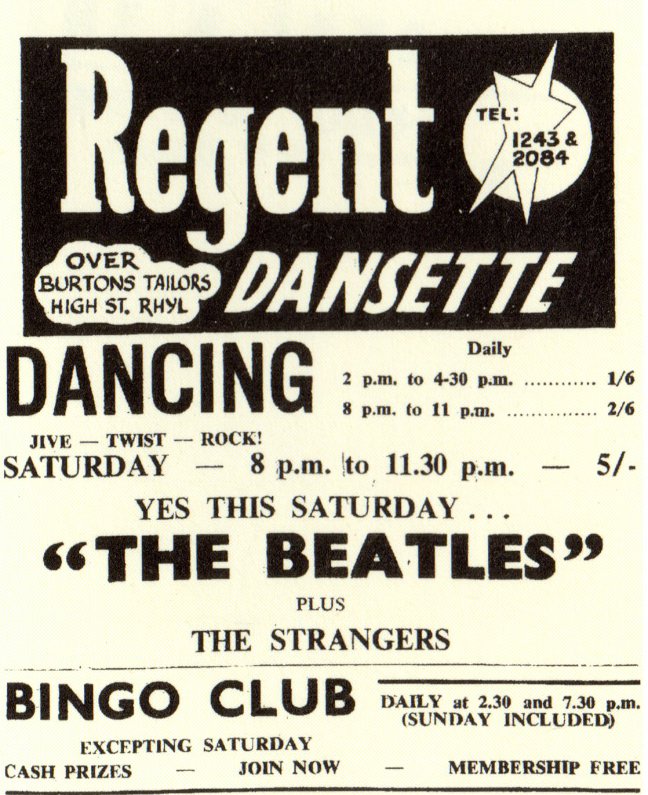 Regent
TEL:
1243 &
2084
OVER
BURTONS TAILORS
HIGH ST. RHYL
DANSETTE
DANCING
Daily
2 p.m. to 4-30 p.m. ............ 1/6
8 p.m. to 11 p.m. ............... 2/6
JIVE — TWIST — ROCK!
SATURDAY — 8 p.m. to 11.30 p.m. — 5/-
YES THIS SATURDAY . . .
“THE BEATLES”
PLUS
THE STRANGERS
BINGO CLUB
DAILY at 2.30 and 7.30 p.m.
(SUNDAY INCLUDED)
EXCEPTING SATURDAY
CASH PRIZES — JOIN NOW — MEMBERSHIP FREE